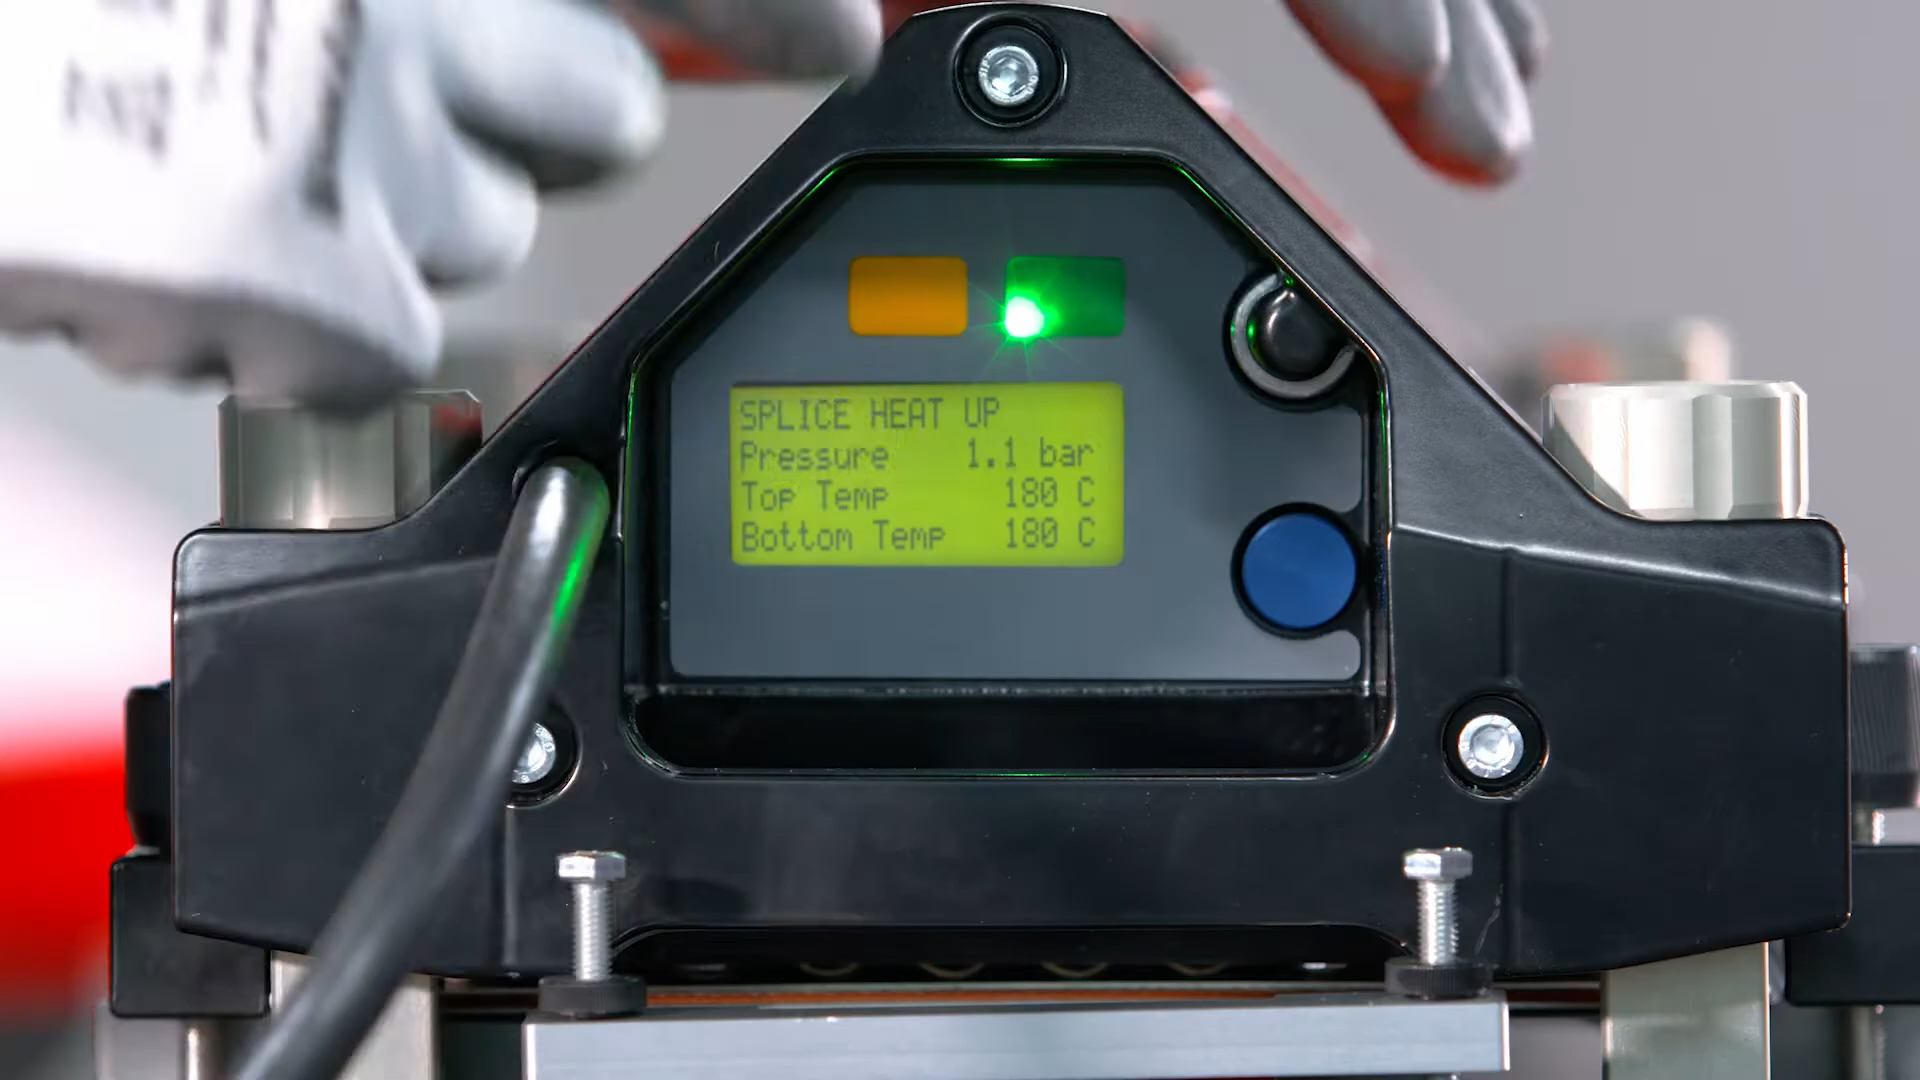 SPLICE HEAT UP
Pressure 1.1 bar
Top Temp 180 C
Bottom Temp 180 C